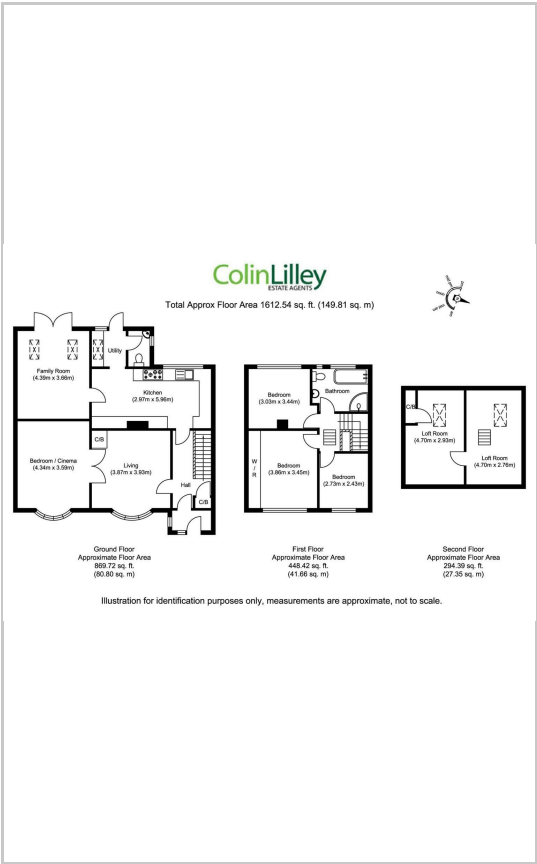 ColinLilley
ESTATE AGENTS
Total Approx Floor Area 1612.54 sq. ft. (149.81 sq. m)
Family Room
(4.39m x 3.66m)
Utility
Kitchen
(2.97m x 5.96m)
C/B
Bedroom / Cinema
(4.34m x 3.59m)
Living
(3.87m x 3.93m)
Hall
C/B
Ground Floor
Approximate Floor Area
869.72 sq. ft.
(80.80 sq. m)
Bedroom
(3.03m x 3.44m)
Bathroom
W / R
Bedroom
(3.86m x 3.45m)
Bedroom
(2.73m x 2.43m)
First Floor
Approximate Floor Area
448.42 sq. ft.
(41.66 sq. m)
C/B
Loft Room
(4.70m x 2.93m)
Loft Room
(4.70m x 2.76m)
Second Floor
Approximate Floor Area
294.39 sq. ft.
(27.35 sq. m)
Illustration for identification purposes only, measurements are approximate, not to scale.